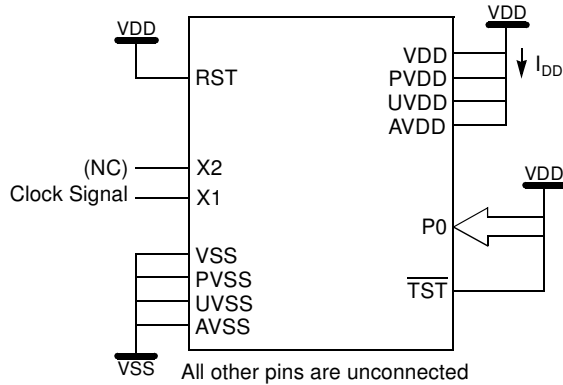 VDD
VDD
RST
VDD
PVDD
UVDD
AVDD
IDD
(NC)
X2
Clock Signal
X1
VDD
P0
TST
VSS
PVSS
UVSS
AVSS
VSS
All other pins are unconnected